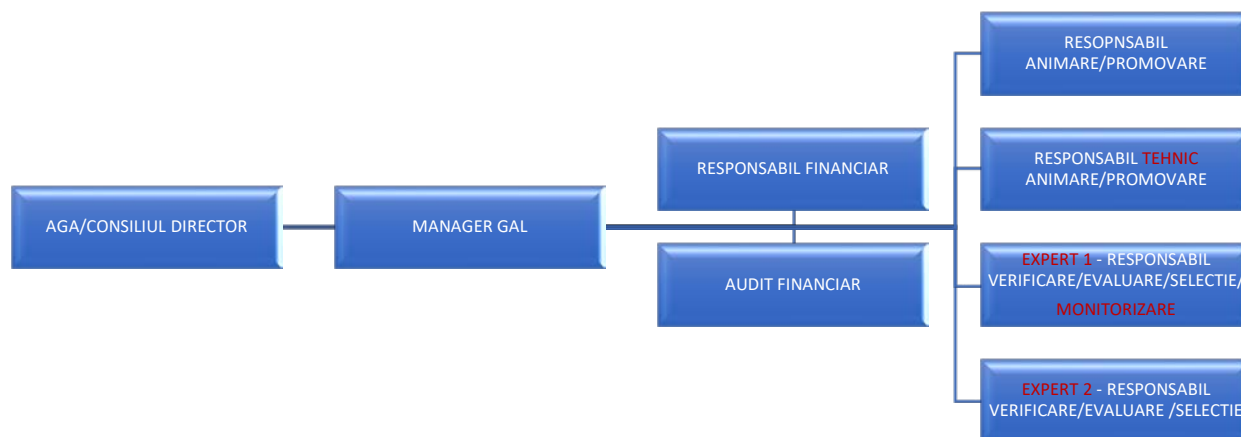 RESOPNSABIL
ANIMARE/PROMOVARE
RESPONSABIL FINANCIAR
RESPONSABIL TEHNIC
ANIMARE/PROMOVARE
AGA/CONSILIUL DIRECTOR
MANAGER GAL
AUDIT FINANCIAR
EXPERT 1 - RESPONSABIL
VERIFICARE/EVALUARE/SELECTIE/
MONITORIZARE
EXPERT 2 - RESPONSABIL
VERIFICARE/EVALUARE /SELECTIE